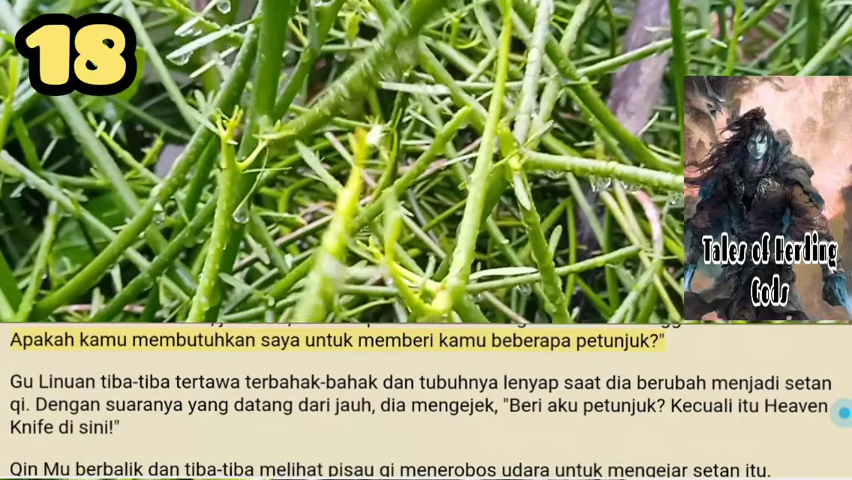 18
Tales of Herding
Gods
Apakah kamu membutuhkan saya untuk memberi kamu beberapa petunjuk?"
Gu Linuan tiba-tiba tertawa terbahak-bahak dan tubuhnya lenyap saat dia berubah menjadi setan
qi. Dengan suaranya yang datang dari jauh, dia mengejek, "Beri aku petunjuk? Kecuali itu Heaven
Knife di sini!"
Qin Mu berbalik dan tiba-tiba melihat pisau qi menerobos udara untuk mengejar setan itu.